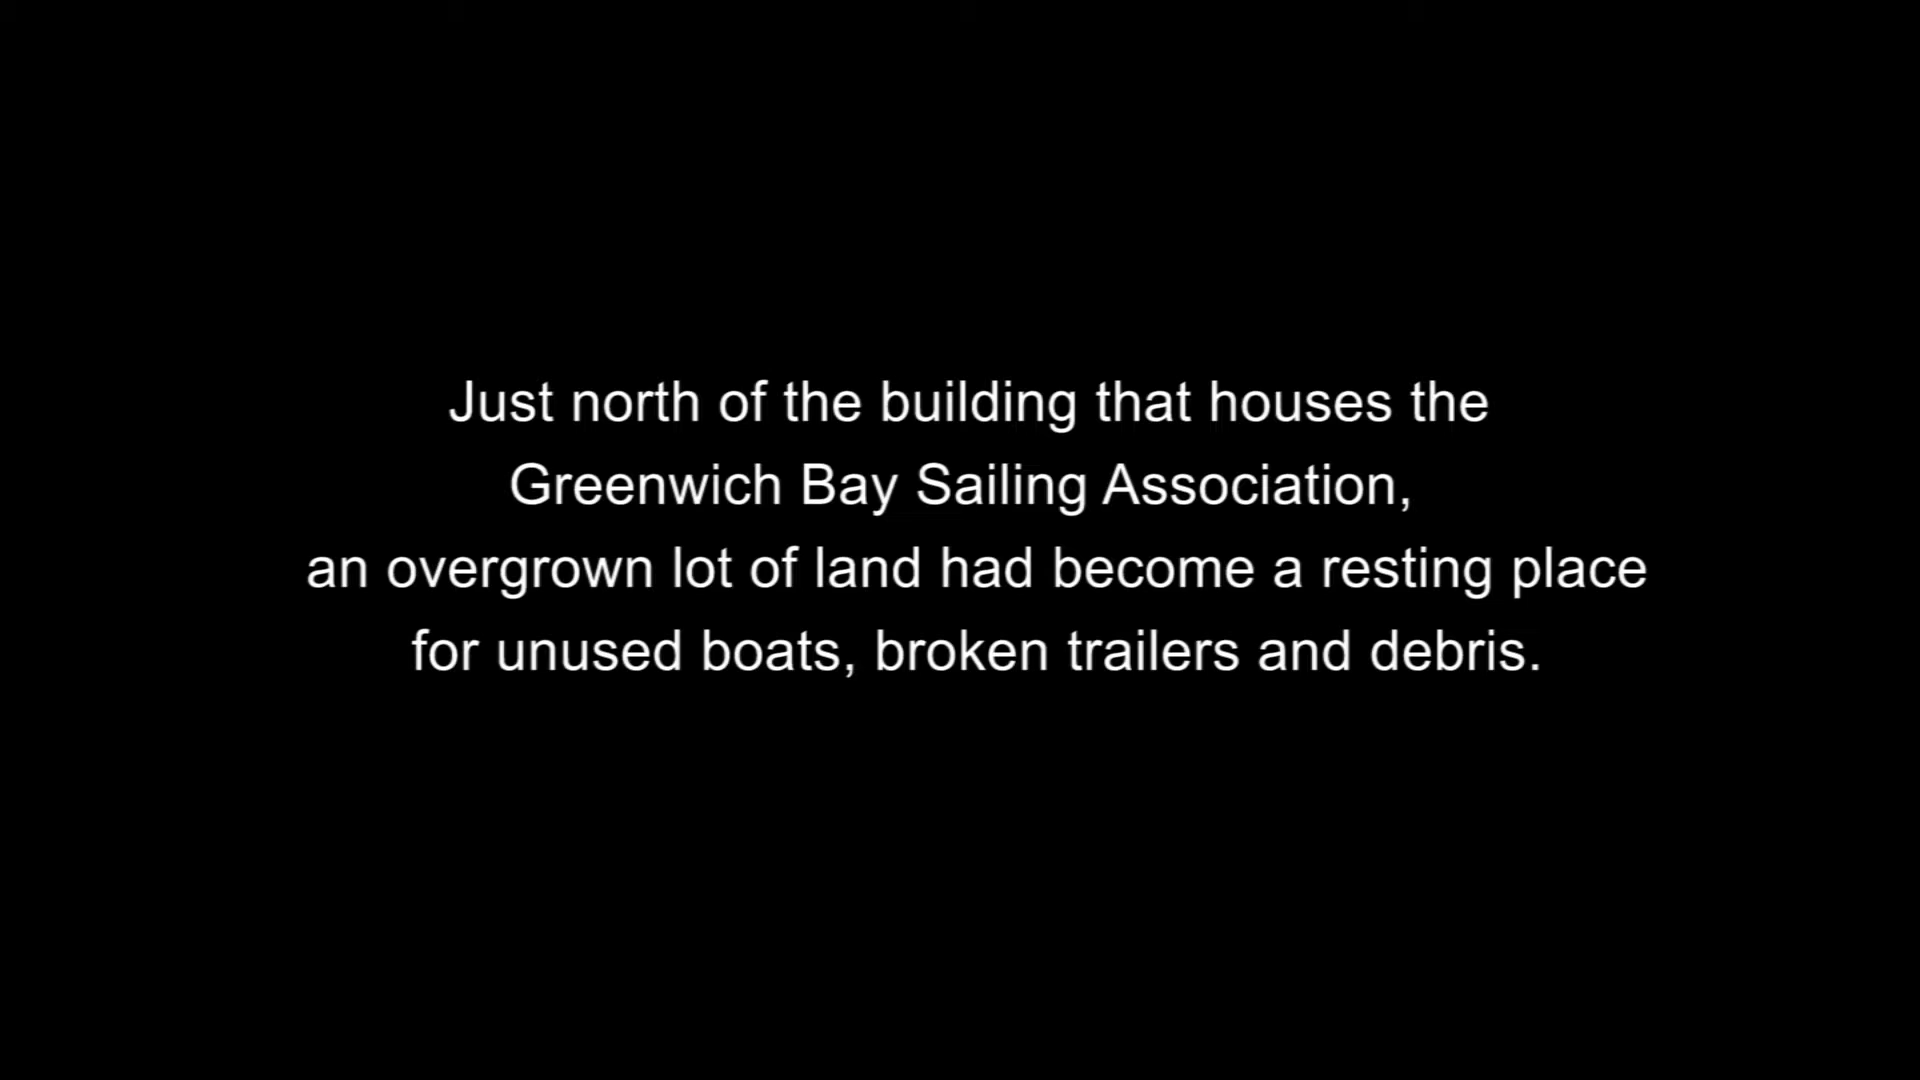 Just north of the building that houses the
Greenwich Bay Sailing Association,
an overgrown lot of land had become a resting place
for unused boats, broken trailers and debris.